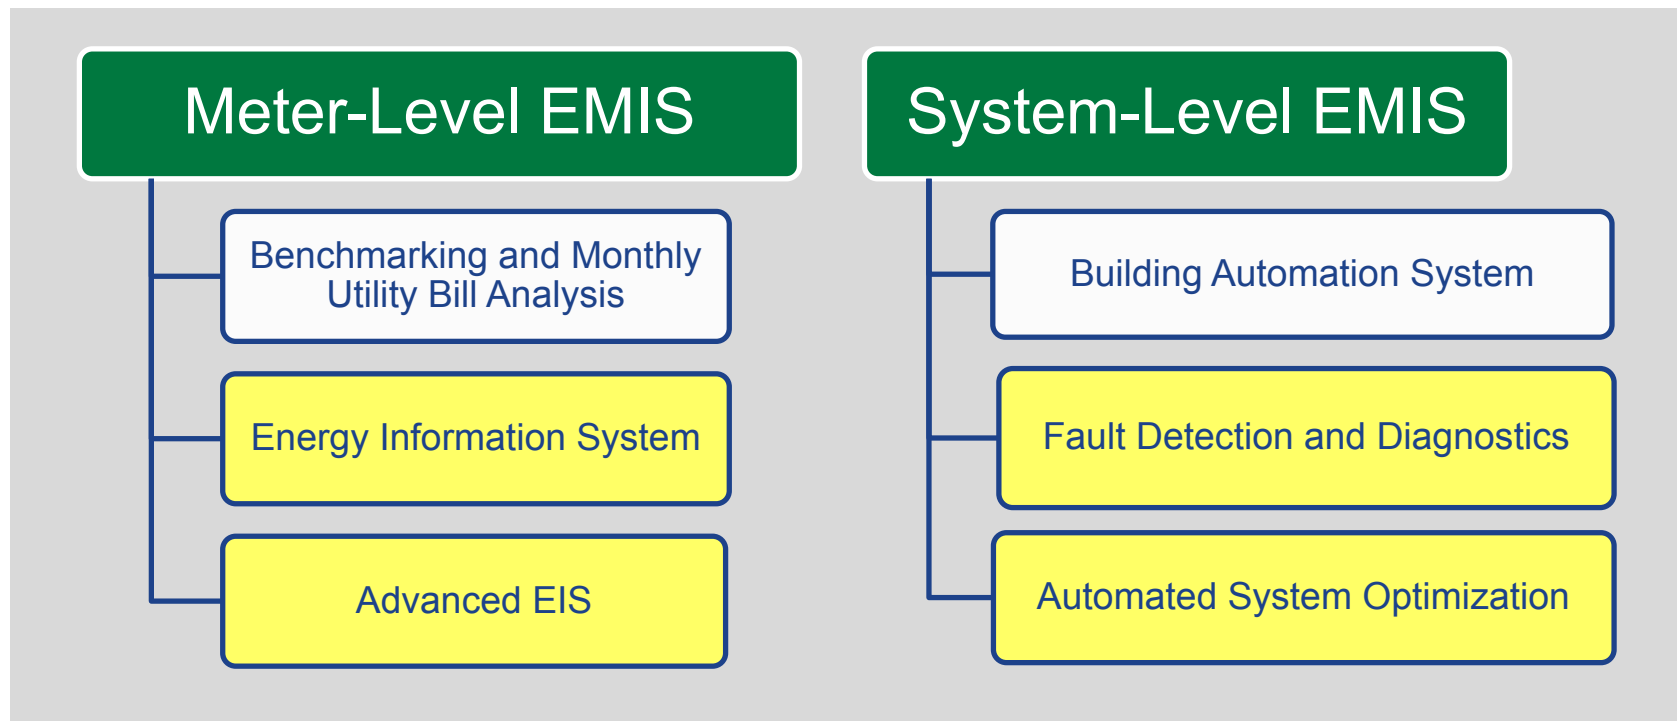 Meter-Level EMIS
Benchmarking and Monthly
Utility Bill Analysis
Energy Information System
Advanced EIS
System-Level EMIS
Building Automation System
Fault Detection and Diagnostics
Automated System Optimization